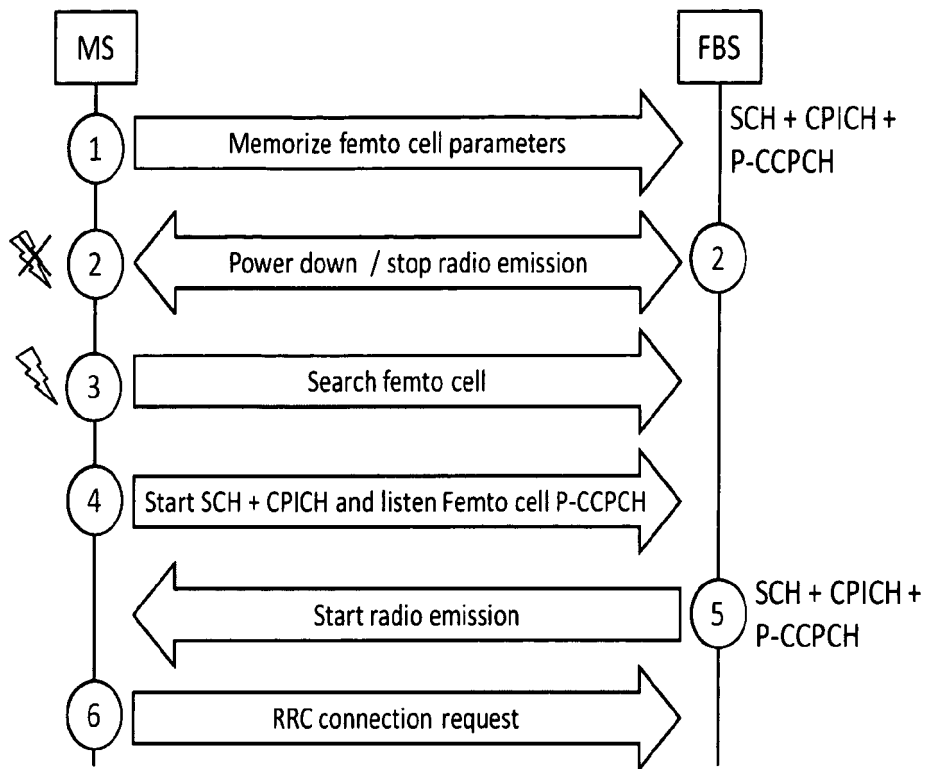 MS
FBS
1
Memorize femto cell parameters
SCH + CPICH +
P-CCPCH
2
Power down / stop radio emission
2
3
Search femto cell
4
Start SCH + CPICH and listen Femto cell P-CCPCH
Start radio emission
5
SCH + CPICH +
P-CCPCH
6
RRC connection request